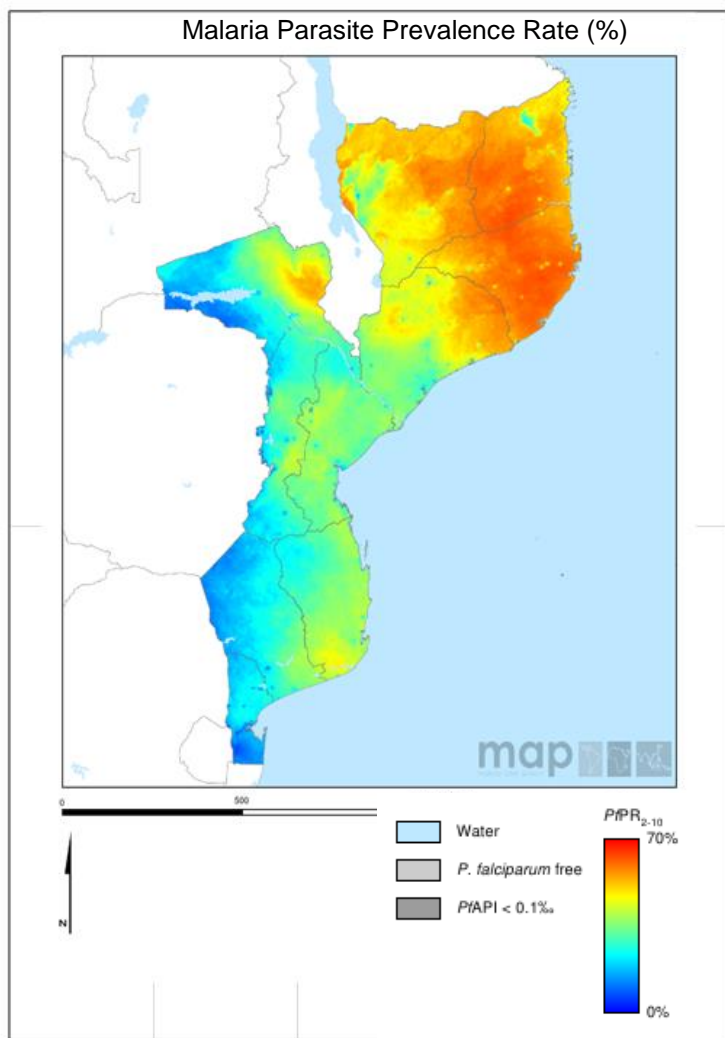 Malaria Parasite Prevalence Rate (%)
map
0 500
PfPR2-10
Water 70%
P. falciparum free
PfAPI < 0.1‰
N
0%